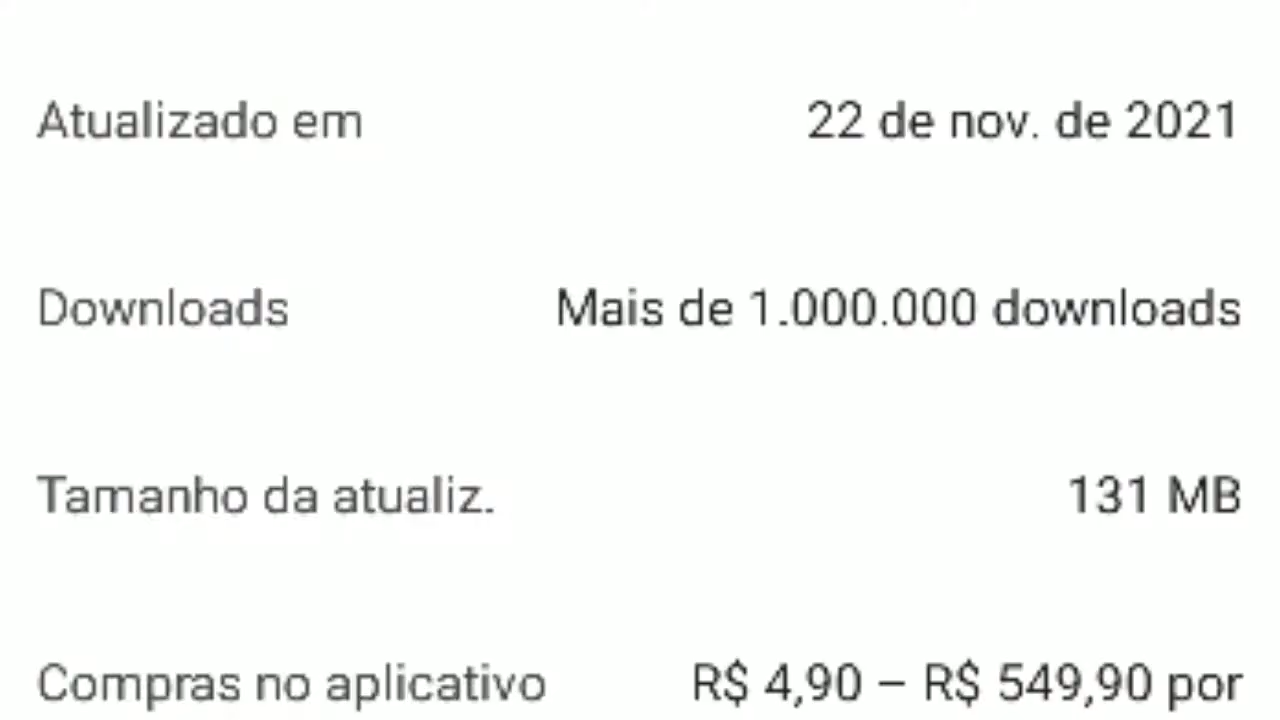 Atualizado em 22 de nov. de 2021
Downloads Mais de 1.000.000 downloads
Tamanho da atualiz. 131 MB
Compras no aplicativo R$ 4,90 – R$ 549,90 por